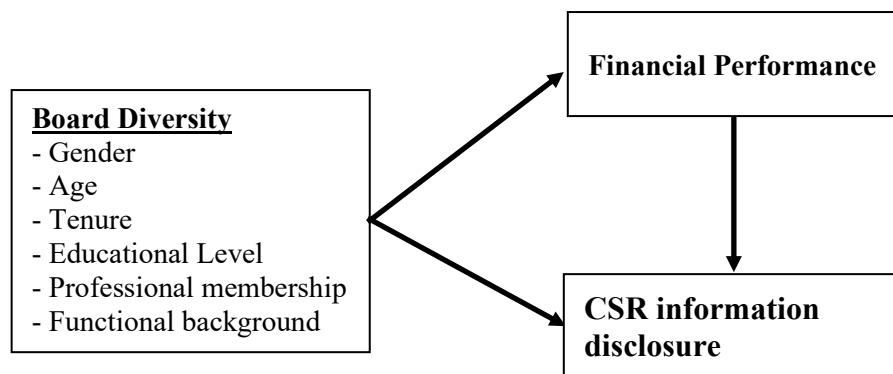 Financial Performance
Board Diversity
- Gender
- Age
- Tenure
- Educational Level
- Professional membership
- Functional background
CSR information
disclosure